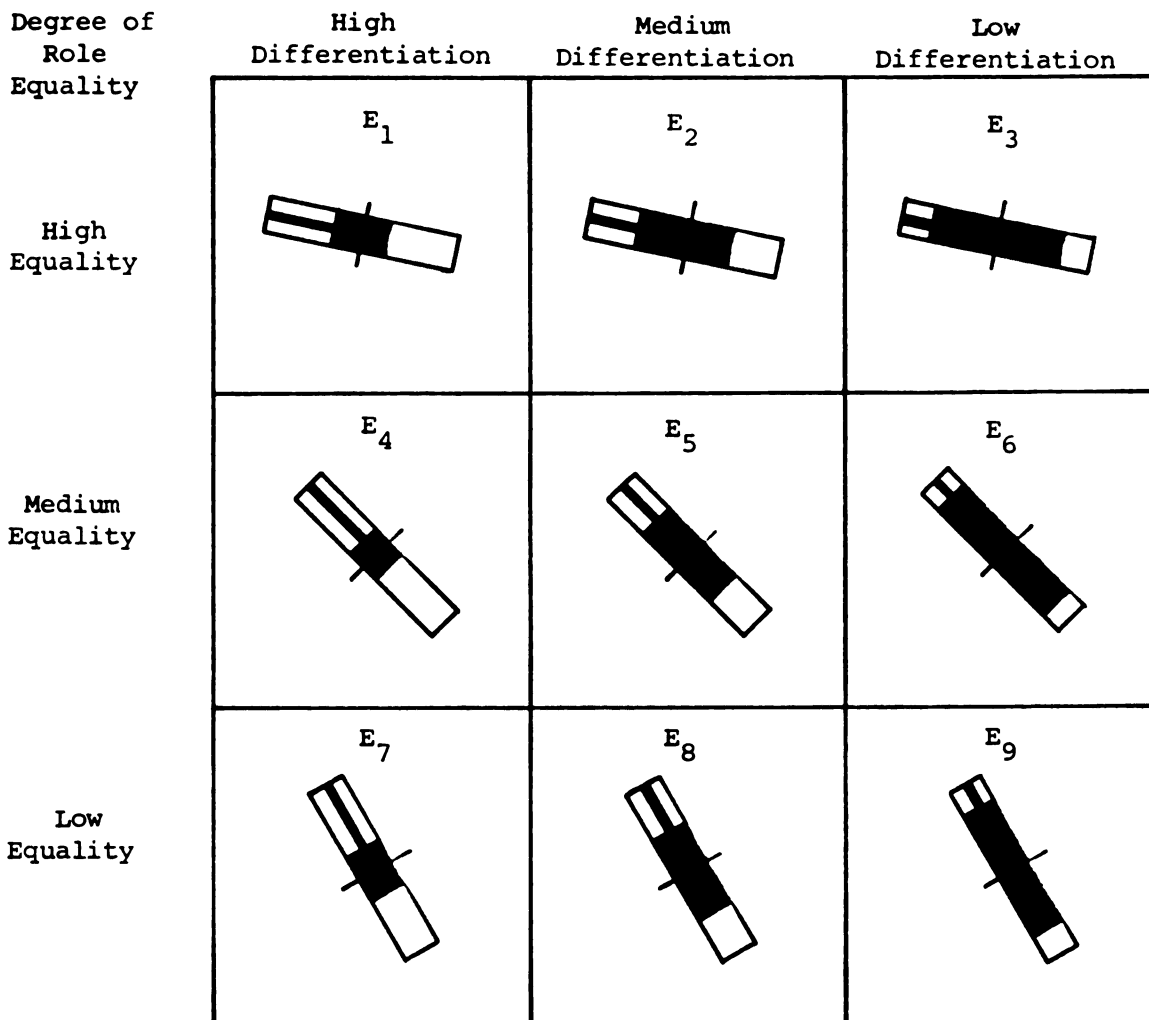 Degree of
Role
Equality
High
Differentiation
Medium
Differentiation
Low
Differentiation
High
Equality
E1
E2
E3
Medium
Equality
E4
E5
E6
Low
Equality
E7
E8
E9